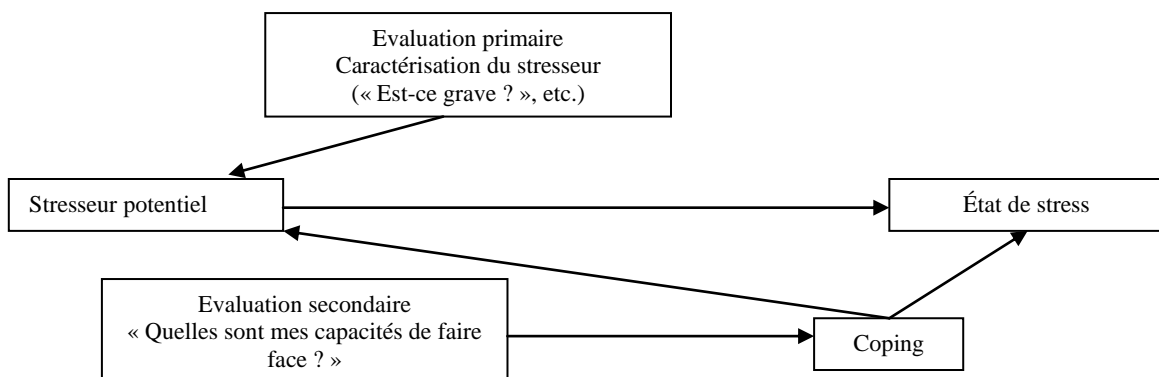 Evaluation primaire
Caractérisation du stresseur
(« Est-ce grave ? », etc.)
Stresseur potentiel
État de stress
Evaluation secondaire
« Quelles sont mes capacités de faire
face ? »
Coping